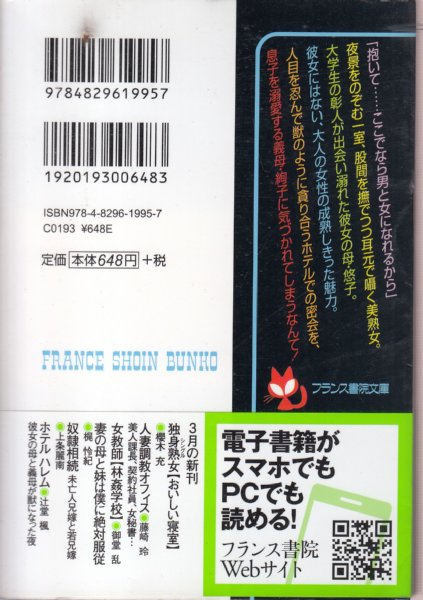 「抱いて……ここでなら男と女になれるから」
夜景をのぞむ一室、股間を撫でつつ耳元で囁く美熟女。
大学生の彰人が出会い溺れた彼女の母・悠子。
彼女にはない、大人の女性の成熟しきった魅力。
人目を忍んで獣のように貪り合うホテルでの密会を、
息子を溺愛する義母・絢子に気づかれてしまうなんて!
フランス書院文庫
9784829619957
1920193006483
ISBN978-4-8296-1995-7
C0193 ¥648E
定価 本体648円 +税
FRANCE SHOIN BUNKO
3月の新刊
独身熟女【おいしい寝室】
シングル
●櫻木 充
人妻調教オフィス ●藤崎 玲
美人課長、契約社員、女秘書…
女教師【林姦学校】 ●御堂 乱
妻の母と妹は僕に絶対服従
●梶 怜紀
奴隷相続 未亡人兄嫁と若兄嫁
●上条麗南
ホテル ハーレム ●辻堂 楓
彼女の母と義母が獣になった夜
電子書籍が
スマホでも
PCでも
読める!
フランス書院
Webサイト